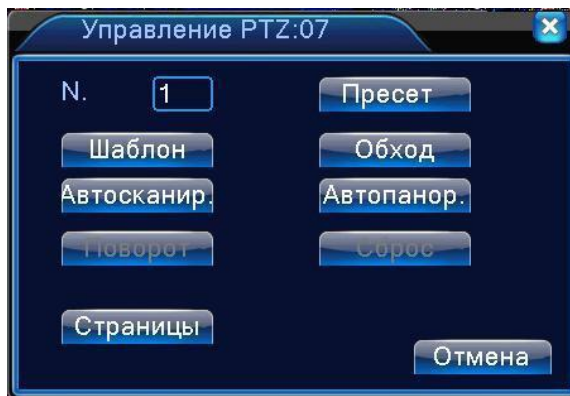 Управление PTZ:07
N. 1 Пресет
Шаблон Обход
Автосканир. Автопанор.
Поворот Сброс
Страницы
Отмена